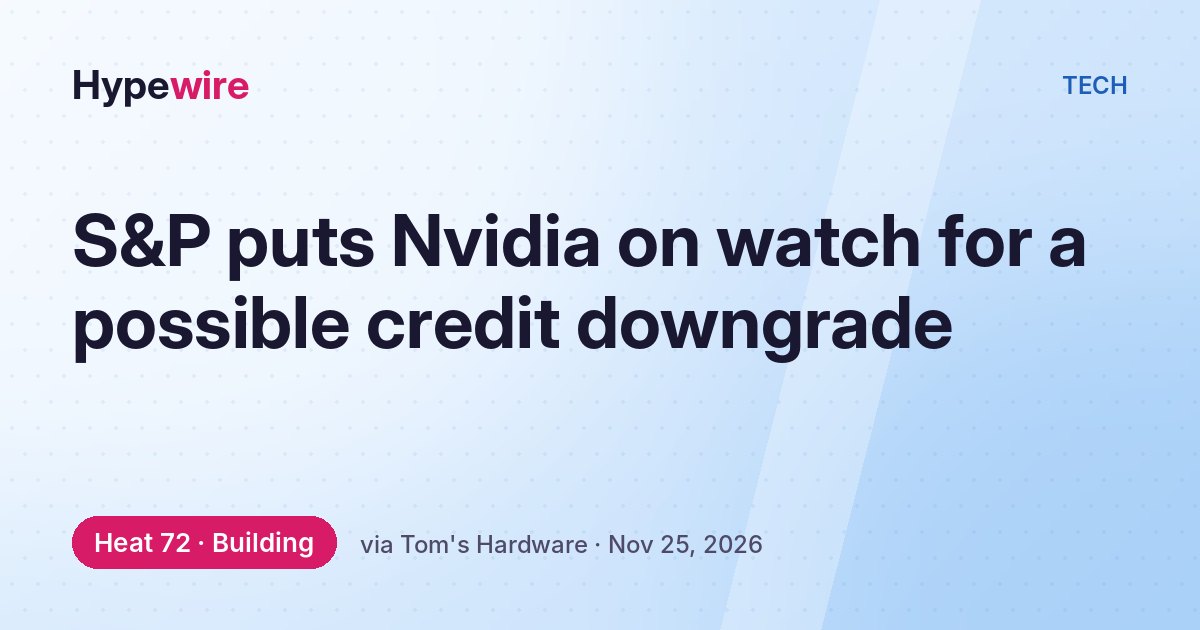 Hypewire
TECH
S&P puts Nvidia on watch for a
possible credit downgrade
Heat 72 · Building
via Tom's Hardware · Nov 25, 2026